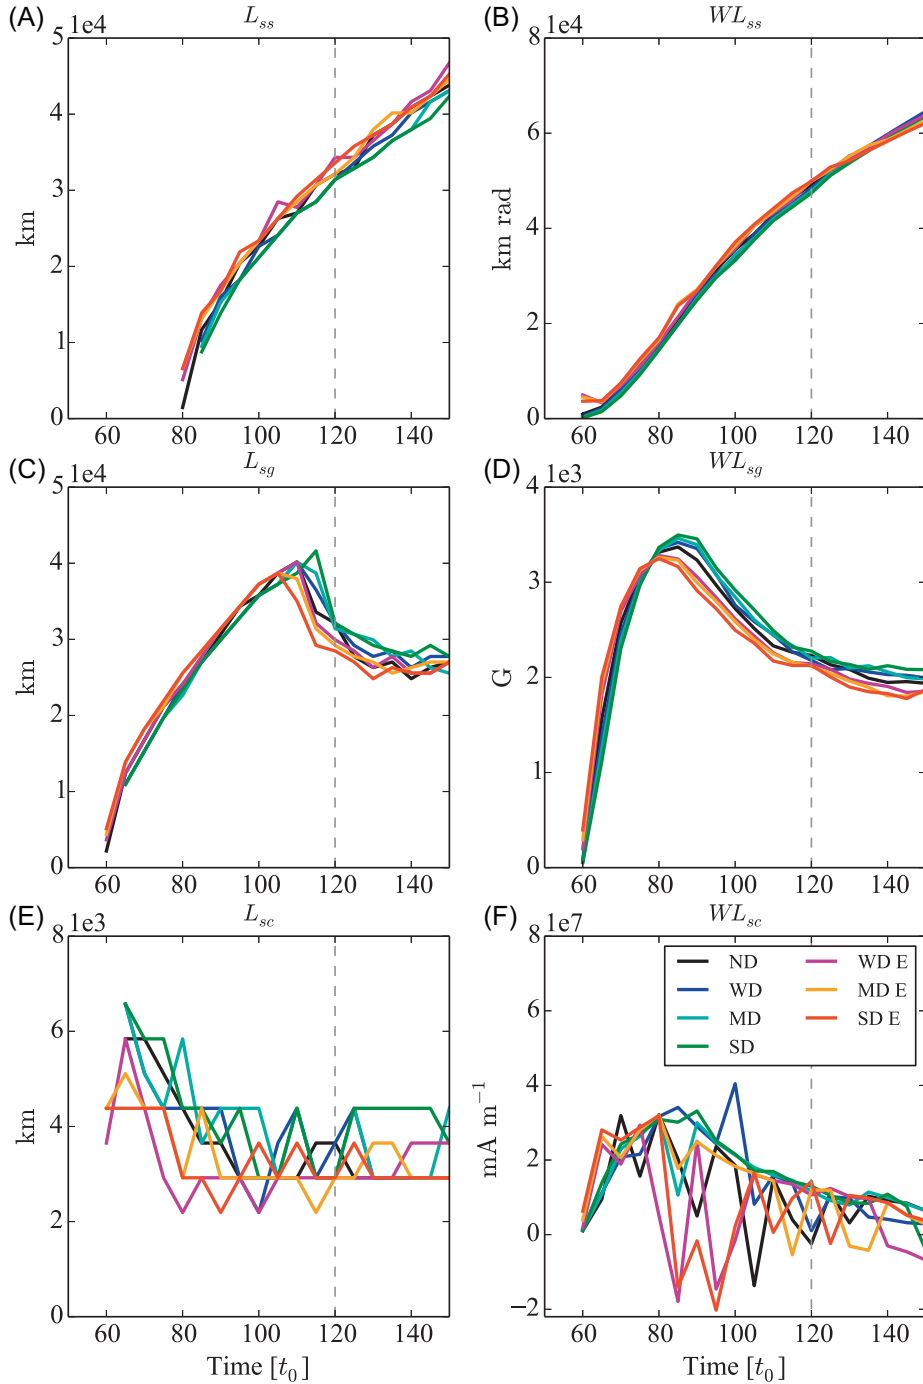 (A) L_ss
1e4
5
4
3
2
1
0
km
60 80 100 120 140
(B) WL_ss
1e4
8
6
4
2
0
km rad
60 80 100 120 140
(C) L_sg
1e4
5
4
3
2
1
0
km
60 80 100 120 140
(D) WL_sg
1e3
4
3
2
1
0
G
60 80 100 120 140
(E) L_sc
1e3
8
6
4
2
0
km
60 80 100 120 140
Time [t_0]
(F) WL_sc
1e7
8
6
4
2
0
−2
mA m^−1
ND WD E
WD MD E
MD SD E
SD
60 80 100 120 140
Time [t_0]